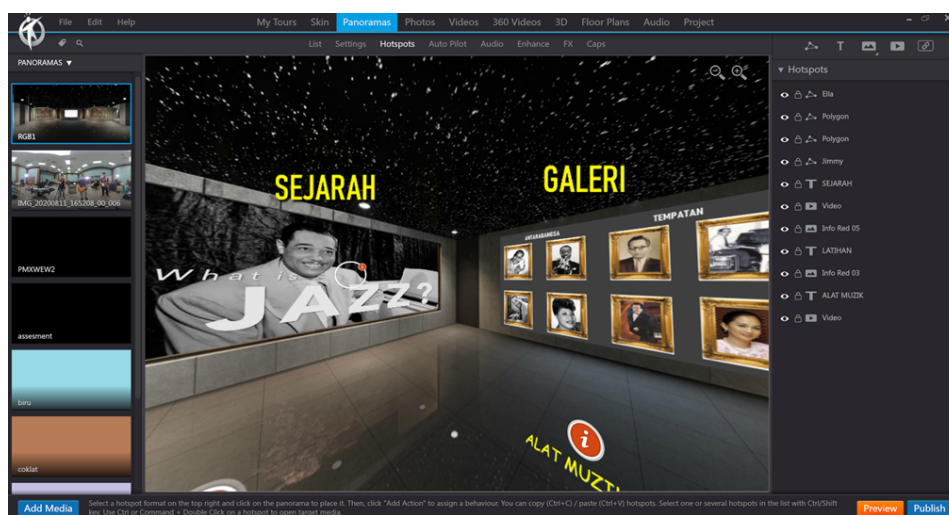 File Edit Help
My Tours Skin Panoramas Photos Videos 360 Videos 3D Floor Plans Audio Project
List Settings Hotspots Auto Pilot Audio Enhance FX Caps
PANORAMAS ▼
RGB1
IMG_20200811_165208_00_006
PMXWEW2
assesment
biru
coklat
SEJARAH
GALERI
What is
JAZZ?
ANTARABANGSA
TEMPATAN
i
ALAT MUZI
T
Hotspots
Ella
Polygon
Polygon
Jimmy
T SEJARAH
Video
Info Red 05
T LATIHAN
Info Red 03
T ALAT MUZIK
Video
Add Media
Select a hotspot format on the top right and click on the panorama to place it. Then, click "Add Action" to assign a behaviour. You can copy (Ctrl+C) / paste (Ctrl+V) hotspots. Select one or several hotspots in the list with Ctrl/Shift
key. Use Ctrl or Command + Double Click on a hotspot to open target media.
Preview Publish